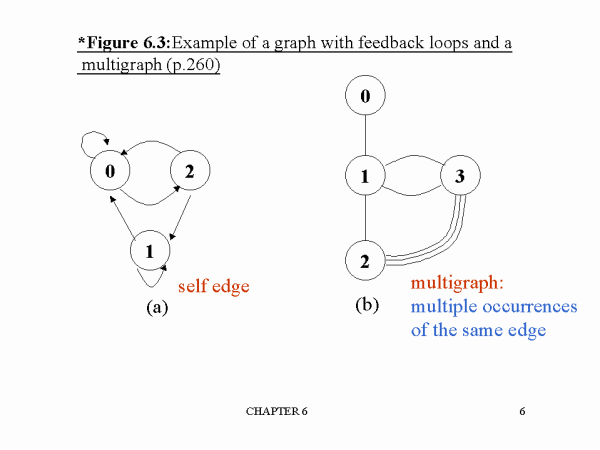 *Figure 6.3:Example of a graph with feedback loops and a
multigraph (p.260)
0
2
1
self edge
(a)
0
1
3
2
(b)
multigraph:
multiple occurrences
of the same edge
CHAPTER 6
6